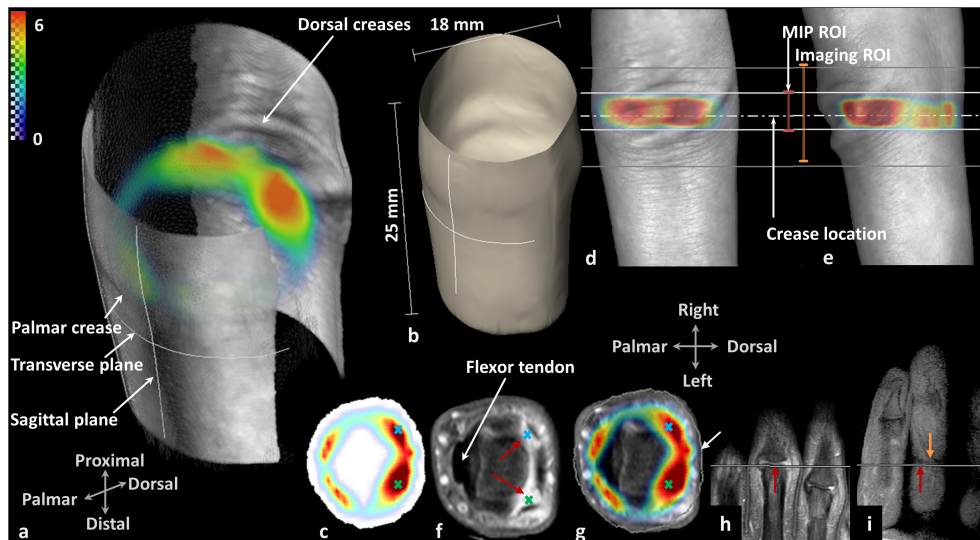 6
0
Dorsal creases
18 mm
MIP ROI
Imaging ROI
25 mm
Crease location
d
e
b
Palmar crease
Transverse plane
Sagittal plane
Right
Palmar
Dorsal
Left
Flexor tendon
Proximal
Palmar
Dorsal
Distal
a
c
f
g
h
i